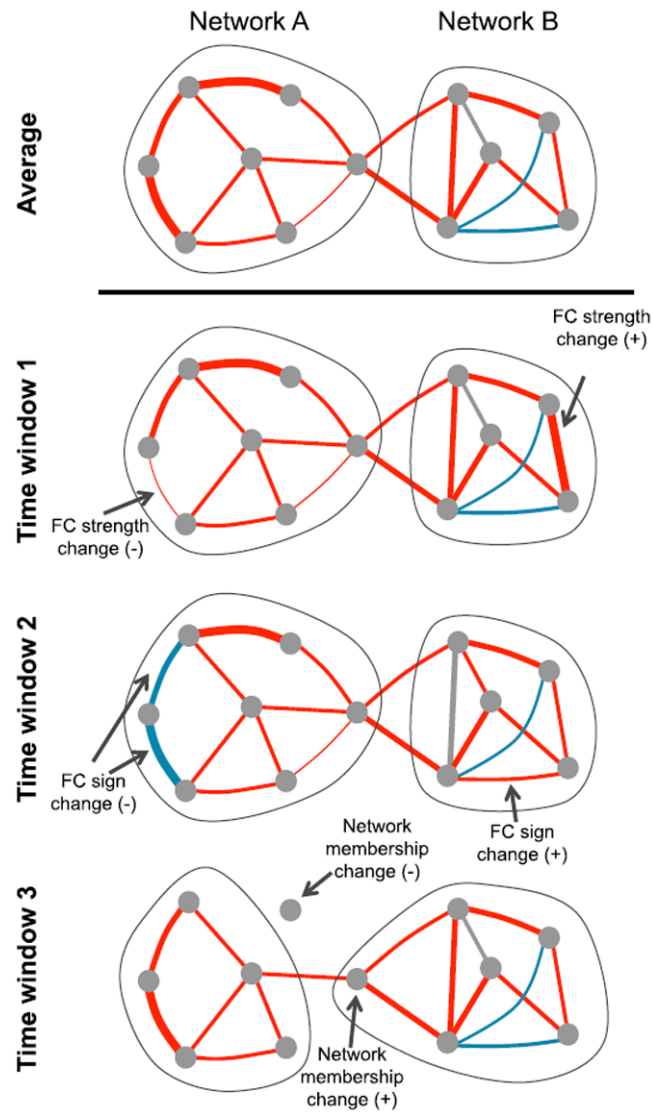 Network A
Network B
Average
Time window 1
FC strength
change (+)
FC strength
change (-)
Time window 2
FC sign
change (-)
FC sign
change (+)
Time window 3
Network
membership
change (-)
Network
membership
change (+)